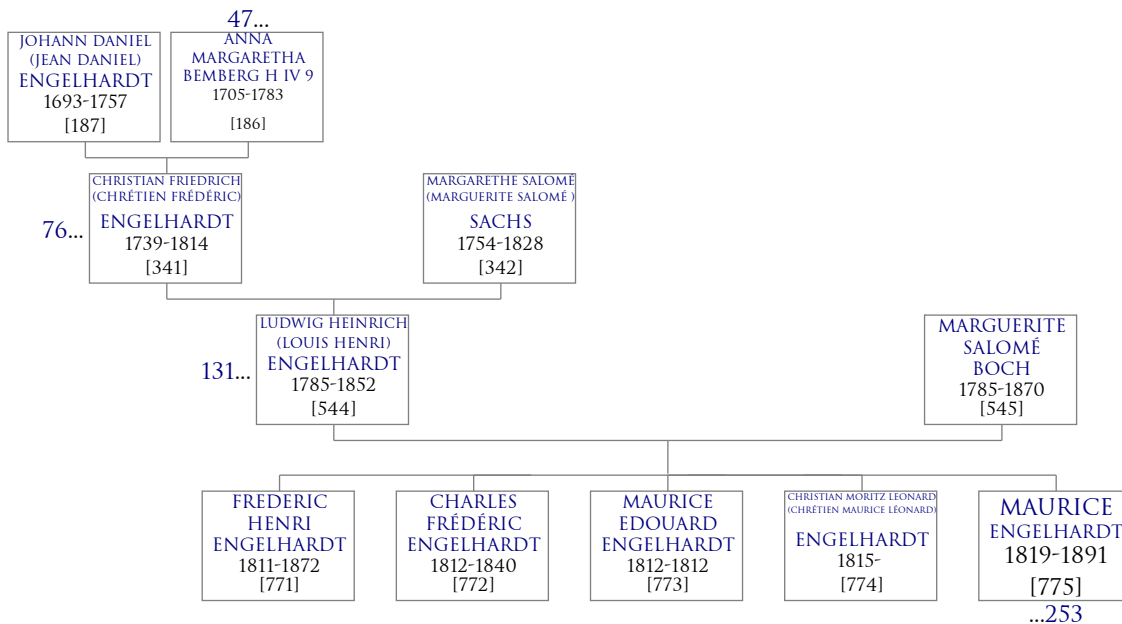 47...
JOHANN DANIEL
(JEAN DANIEL)
ENGELHARDT
1693-1757
[187]
ANNA
MARGARETHA
BEMBERG H IV 9
1705-1783
[186]
76...
CHRISTIAN FRIEDRICH
(CHRÉTIEN FRÉDÉRIC)
ENGELHARDT
1739-1814
[341]
MARGARETHE SALOMÉ
(MARGUERITE SALOMÉ )
SACHS
1754-1828
[342]
131...
LUDWIG HEINRICH
(LOUIS HENRI)
ENGELHARDT
1785-1852
[544]
MARGUERITE
SALOMÉ
BOCH
1785-1870
[545]
FREDERIC
HENRI
ENGELHARDT
1811-1872
[771]
CHARLES
FRÉDÉRIC
ENGELHARDT
1812-1840
[772]
MAURICE
EDOUARD
ENGELHARDT
1812-1812
[773]
CHRISTIAN MORITZ LEONARD
(CHRÉTIEN MAURICE LÉONARD)
ENGELHARDT
1815-
[774]
MAURICE
ENGELHARDT
1819-1891
[775]
...253